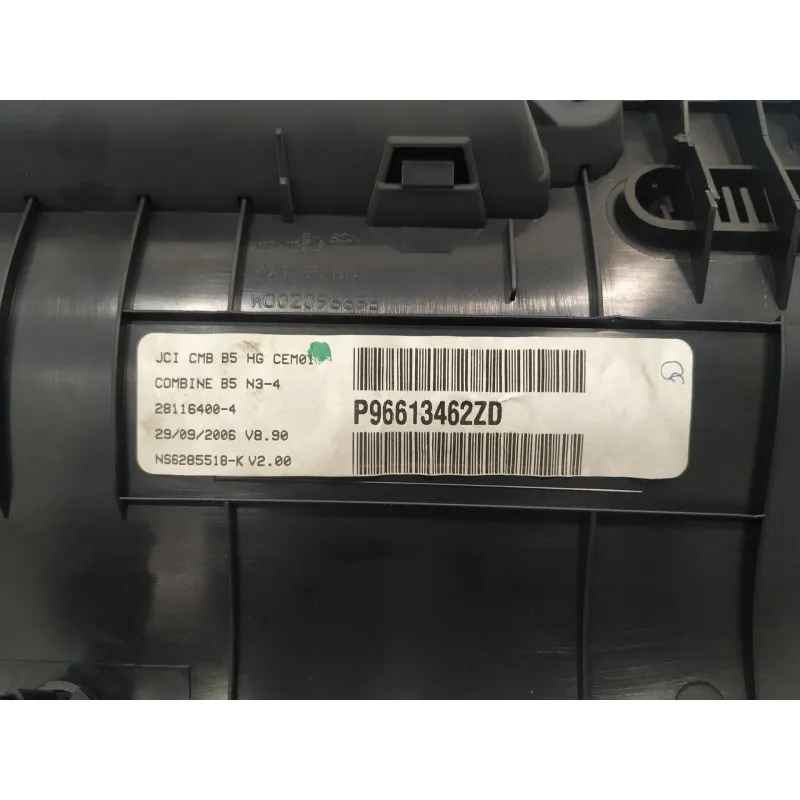 JCI CMB B5 HG CEM01
COMBINE B5 N3-4
28116400-4
29/09/2006 V8.90
NS6285518-K V2.00
P96613462ZD